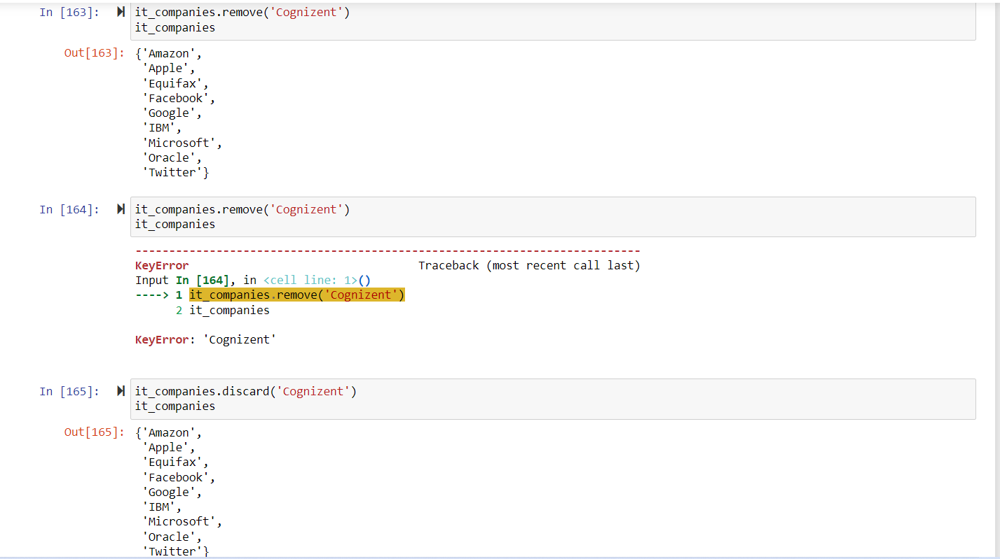 In [163]: it_companies.remove('Cognizent')
it_companies
Out[163]: {'Amazon',
'Apple',
'Equifax',
'Facebook',
'Google',
'IBM',
'Microsoft',
'Oracle',
'Twitter'}
In [164]: it_companies.remove('Cognizent')
it_companies
---------------------------------------------------------------------------
KeyError Traceback (most recent call last)
Input In [164], in <cell line: 1>()
----> 1 it_companies.remove('Cognizent')
2 it_companies
KeyError: 'Cognizent'
In [165]: it_companies.discard('Cognizent')
it_companies
Out[165]: {'Amazon',
'Apple',
'Equifax',
'Facebook',
'Google',
'IBM',
'Microsoft',
'Oracle',
'Twitter'}